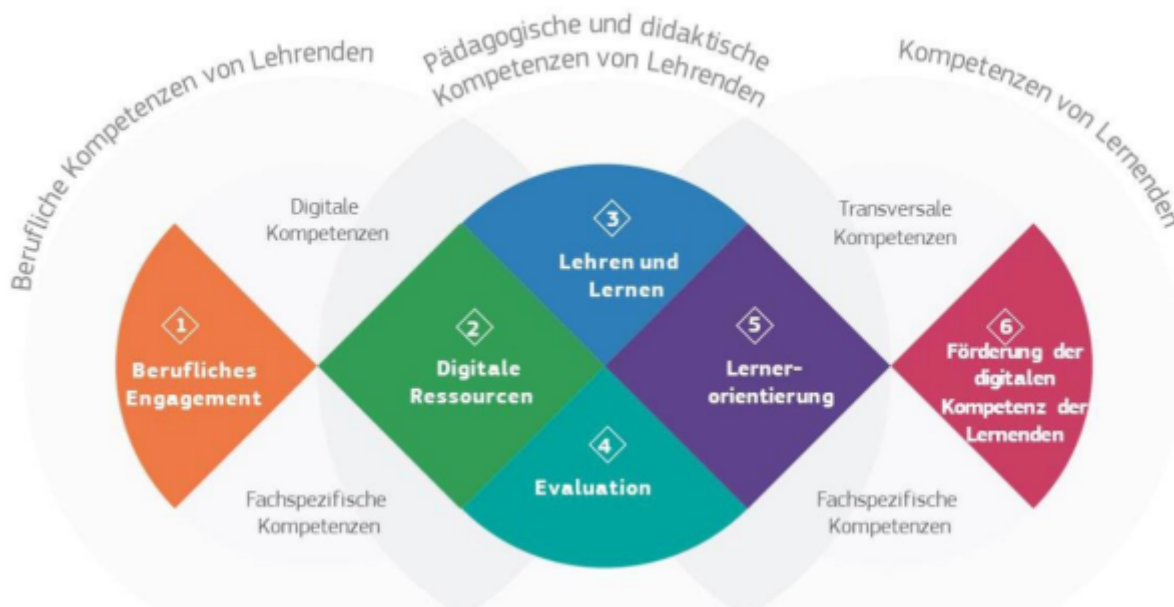 Berufliche Kompetenzen von Lehrenden
Pädagogische und didaktische
Kompetenzen von Lehrenden
Kompetenzen von Lernenden
Digitale
Kompetenzen
Transversale
Kompetenzen
1
Berufliches
Engagement
2
Digitale
Ressourcen
3
Lehren und
Lernen
4
Evaluation
5
Lerner-
orientierung
6
Förderung der
digitalen
Kompetenz der
Lernenden
Fachspezifische
Kompetenzen
Fachspezifische
Kompetenzen